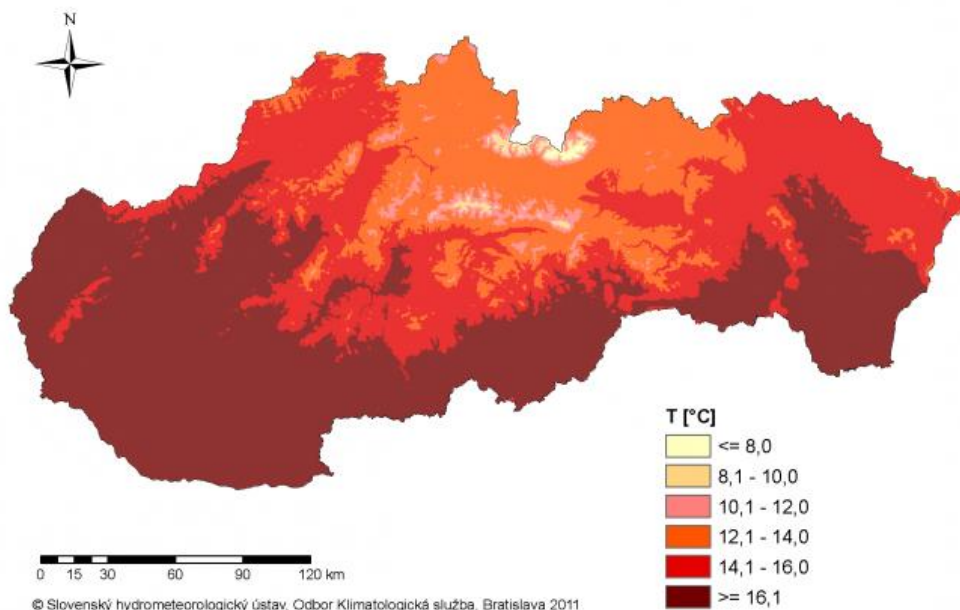 N
T [°C]
<= 8,0
8,1 - 10,0
10,1 - 12,0
12,1 - 14,0
14,1 - 16,0
>= 16,1
0 15 30 60 90 120 km
© Slovenský hydrometeorologický ústav, Odbor Klimatologická služba, Bratislava 2011